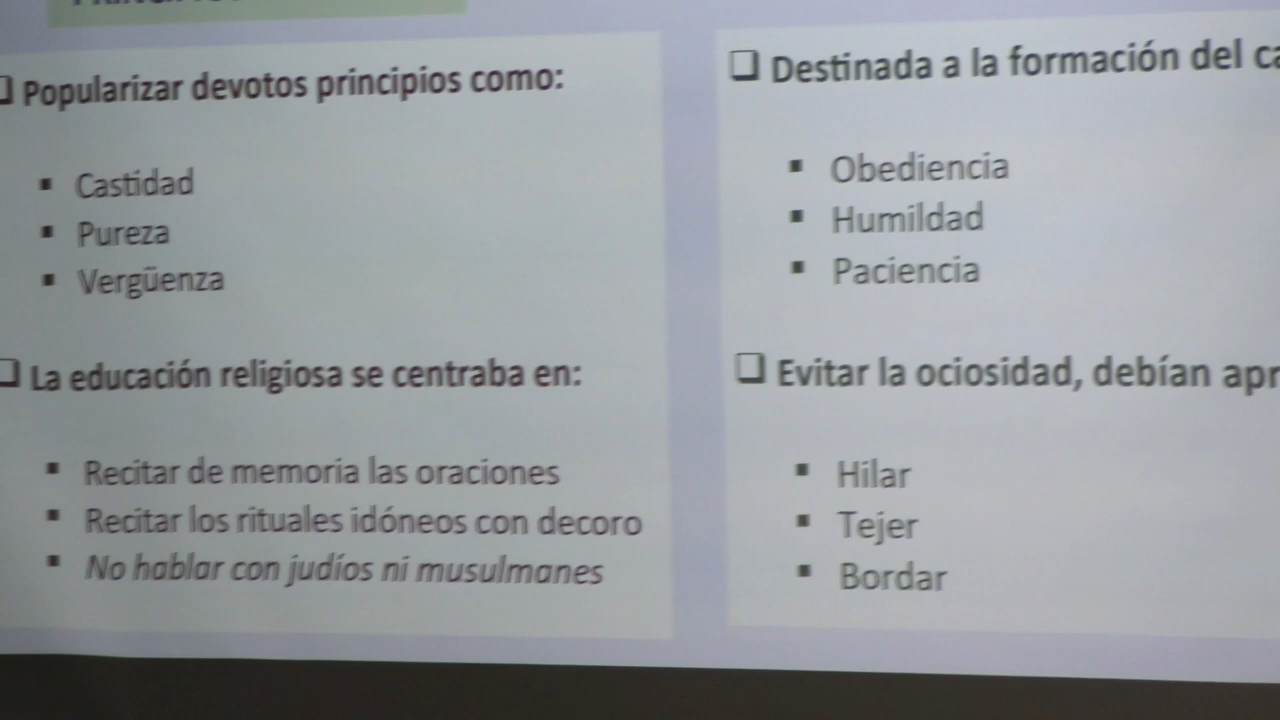 Popularizar devotos principios como:
Castidad
Pureza
Vergüenza
La educación religiosa se centraba en:
Recitar de memoria las oraciones
Recitar los rituales idóneos con decoro
No hablar con judíos ni musulmanes
Destinada a la formación del
Obediencia
Humildad
Paciencia
Evitar la ociosidad, debían
Hilar
Tejer
Bordar